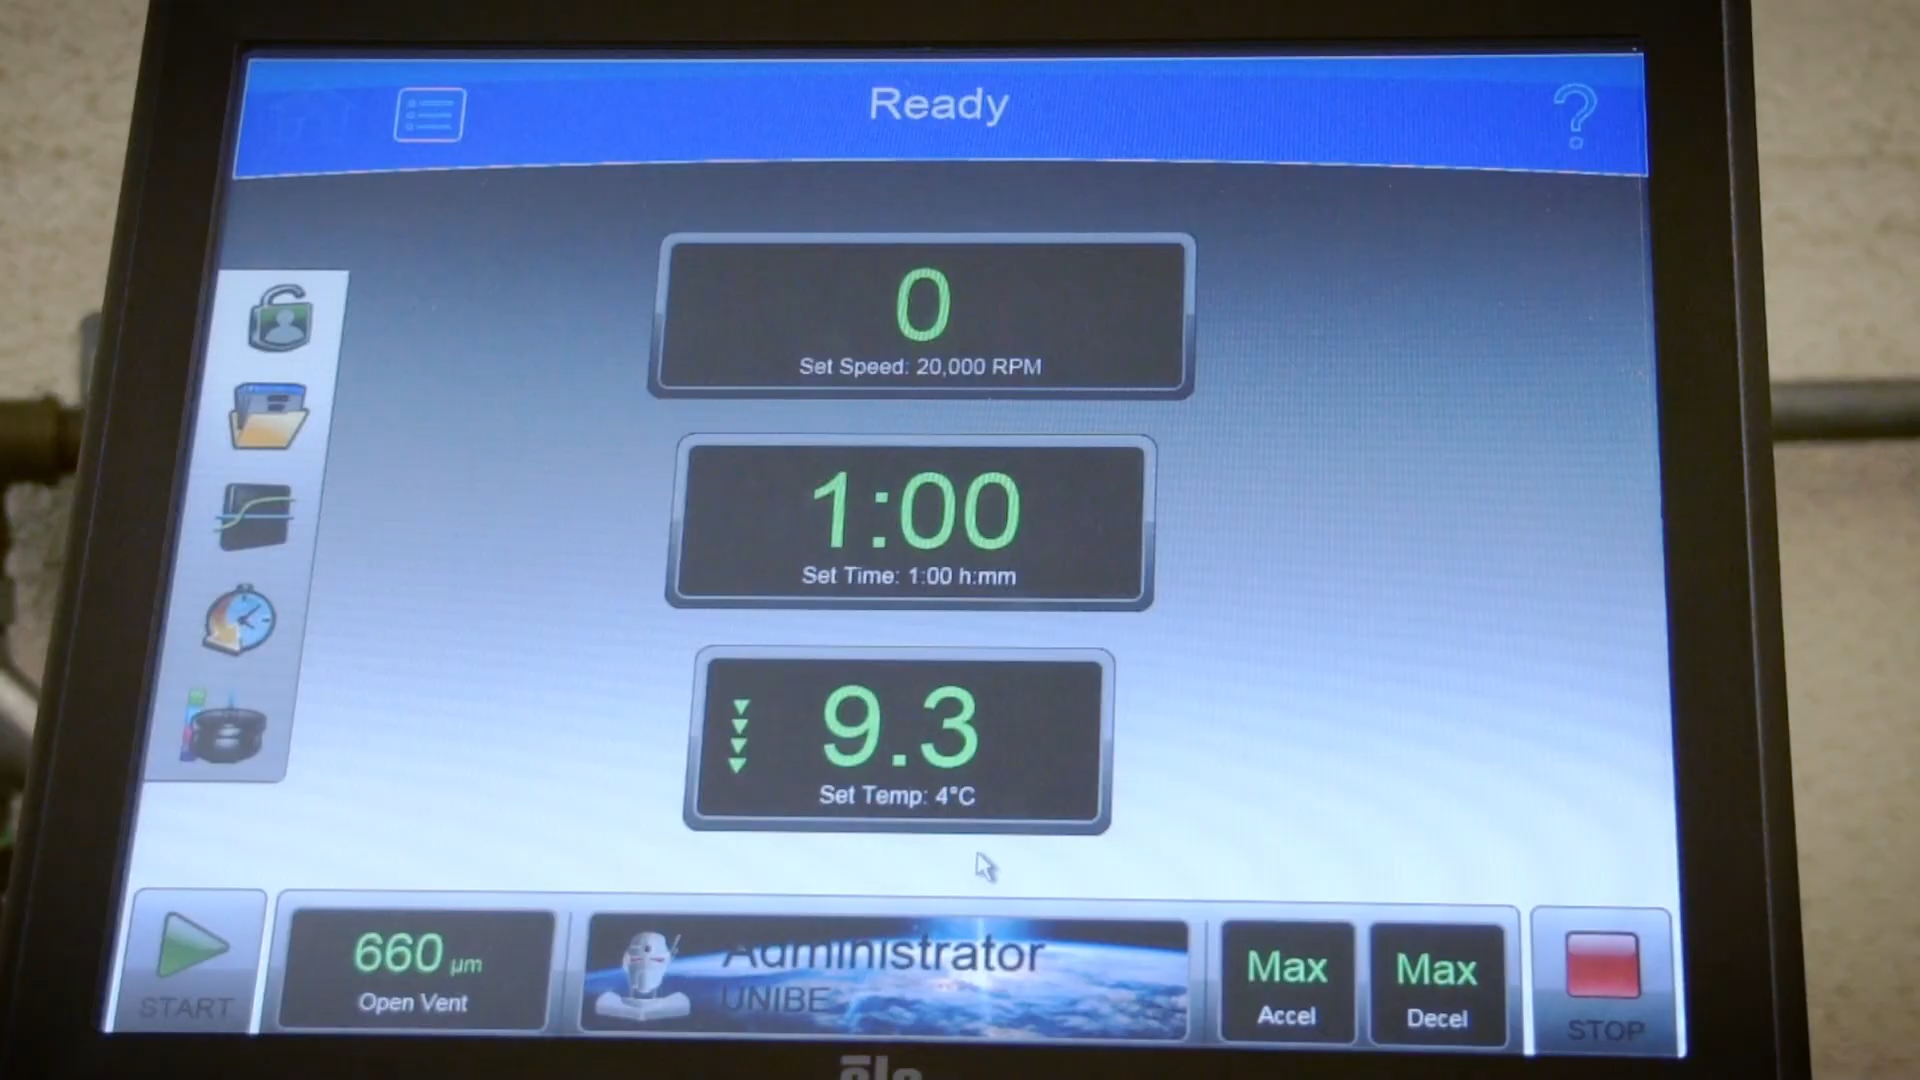 Ready
?
0
Set Speed: 20,000 RPM
1:00
Set Time: 1:00 h:mm
9.3
Set Temp: 4°C
START
660 µm
Open Vent
Administrator
UNIBE
Max
Accel
Max
Decel
STOP
elo